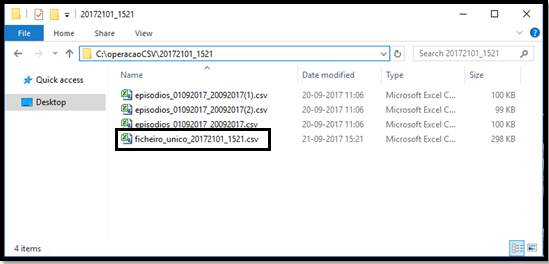 20172101_1521
File Home Share View
C:\operacaoCSV\20172101_1521 Search 20172101_1521
Quick access
Desktop
Name Date modified Type Size
episodios_01092017_20092017(1).csv 20-09-2017 11:06 Microsoft Excel C... 100 KB
episodios_01092017_20092017(2).csv 20-09-2017 11:06 Microsoft Excel C... 99 KB
episodios_01092017_20092017.csv 20-09-2017 11:06 Microsoft Excel C... 100 KB
ficheiro_unico_20172101_1521.csv 21-09-2017 15:21 Microsoft Excel C... 298 KB
4 items